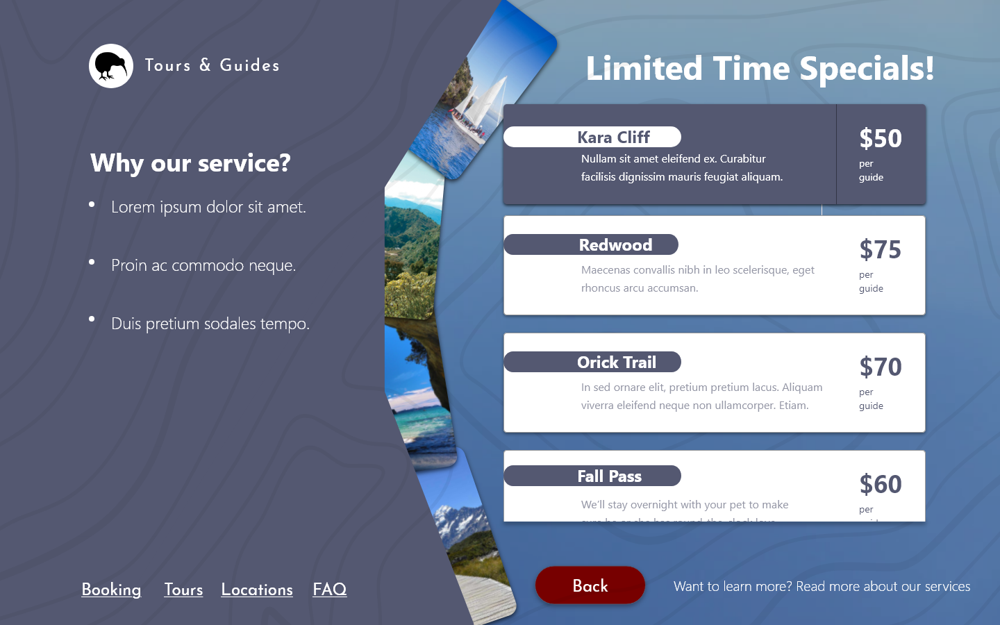 Tours & Guides
Why our service?
Lorem ipsum dolor sit amet.
Proin ac commodo neque.
Duis pretium sodales tempo.
Booking Tours Locations FAQ
Limited Time Specials!
Kara Cliff
Nullam sit amet eleifend ex. Curabitur
facilisis dignissim mauris feugiat aliquam.
$50
per
guide
Redwood
Maecenas convallis nibh in leo scelerisque, eget
rhoncus arcu accumsan.
$75
per
guide
Orick Trail
In sed ornare elit, pretium pretium lacus. Aliquam
viverra eleifend neque non ullamcorper. Etiam.
$70
per
guide
Fall Pass
We’ll stay overnight with your pet to make
$60
per
Back
Want to learn more? Read more about our services